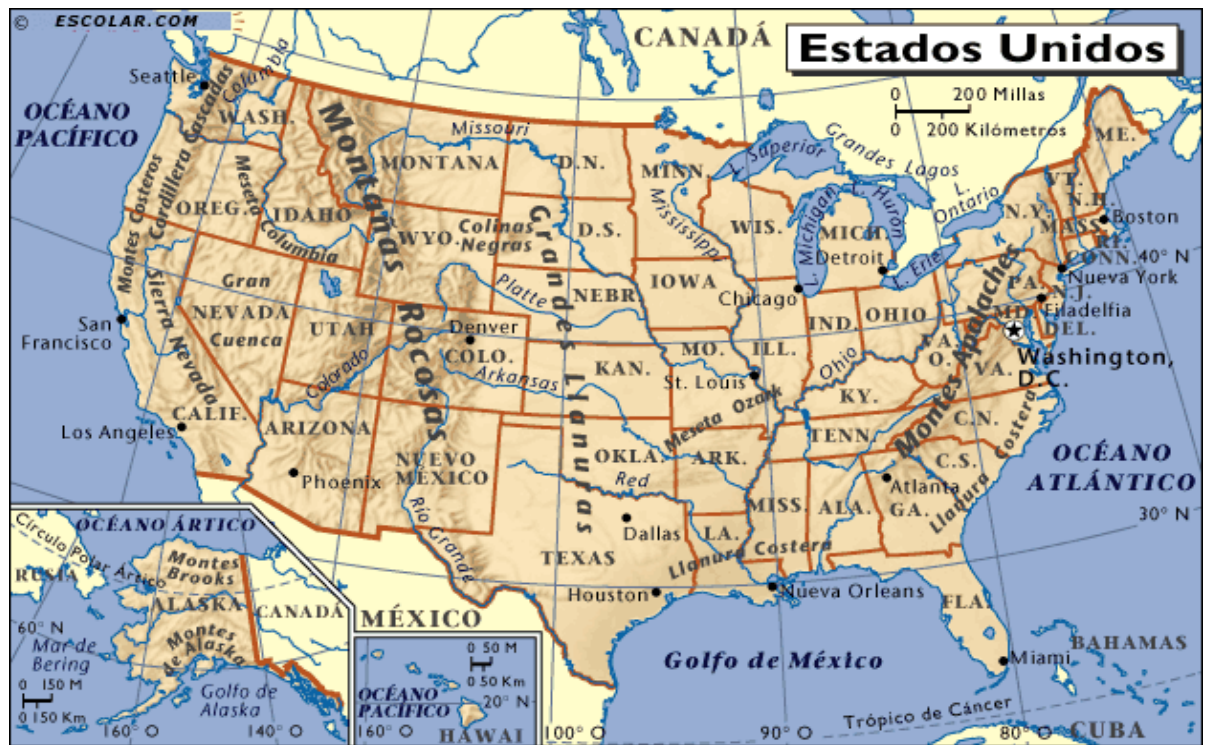 © ESCOLAR.COM
Estados Unidos
CANADÁ
0 200 Millas
0 200 Kilómetros
OCÉANO
PACÍFICO
Seattle
Cordillera Cascadas
Columbia
WASH.
Montes Costeros
OREG.
Meseta
Columbia
IDAHO
Montañas
Rocosas
MONTANA
Missouri
D.N.
MINN.
L. Superior
Grandes Lagos
L. Michigan
L. Hurón
L.
Ontario
L. Erie
ME.
VT.
N.H.
N.Y.
MASS.
Boston
RI.
CONN.
40° N
Nueva York
WYO.
Colinas
Negras
D.S.
Mississippi
WIS.
MICH.
Detroit
Grandes Llanuras
IOWA
Chicago
PA.
N.J.
Filadelfia
MD.
DEL.
Washington,
D.C.
Sierra Nevada
Gran
NEVADA
Cuenca
UTAH
San
Francisco
Platte
NEBR.
Denver
COLO.
Colorado
Arkansas
KAN.
MO.
St. Louis
ILL.
IND.
OHIO
Ohio
VA.
O.
VA.
Montes Apalaches
KY.
CALIF.
Los Angeles
ARIZONA
Phoenix
NUEVO
MÉXICO
Río Grande
OKLA.
Red
Meseta Ozark
ARK.
TENN.
C.N.
C.S.
Llanura Costera
OCÉANO
ATLÁNTICO
Atlanta
GA.
MISS.
ALA.
30° N
Dallas
TEXAS
LA.
Llanura Costera
Houston
Nueva Orleans
FLA.
Miami
BAHAMAS
Golfo de México
Trópico de Cáncer
CUBA
MÉXICO
OCÉANO ÁRTICO
Círculo Polar Ártico
RUSIA
Montes
Brooks
ALASKA
CANADÁ
Montes
de Alaska
60° N
Mar de
Bering
0 150 M
0 150 Km
Golfo de
Alaska
160° O
140° O
0 50 M
0 50 Km
OCÉANO
PACÍFICO
20° N
160° O
HAWAI
100° O
90° O
80° O